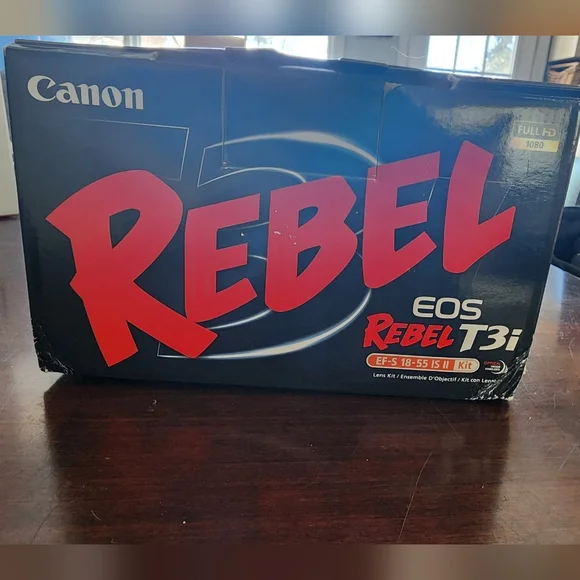 Canon
FULL HD
1080
REBEL
EOS
REBEL T3i
EF-S 18-55 IS II Kit
Lens Kit / Ensemble D'Objectif / Kit con